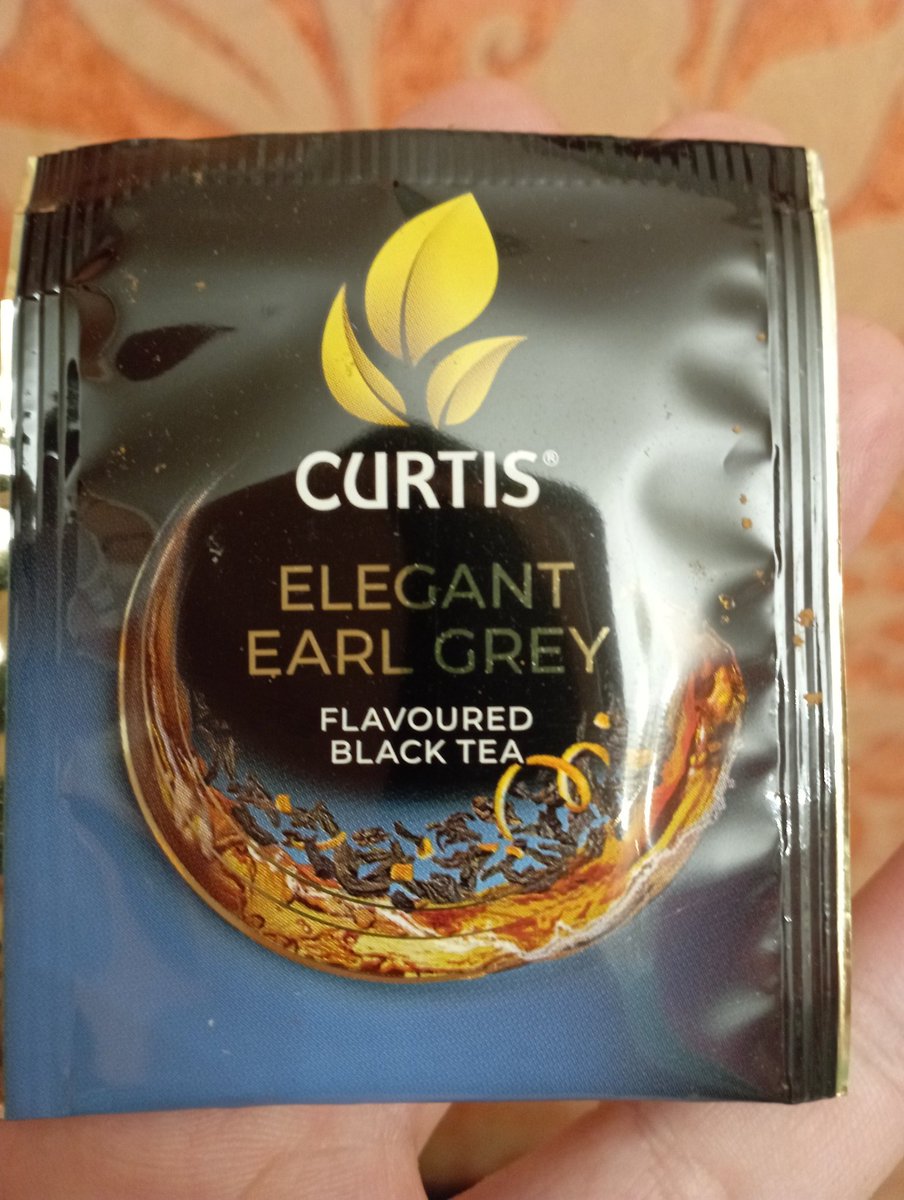 CURTIS®
ELEGANT
EARL GREY
FLAVOURED
BLACK TEA